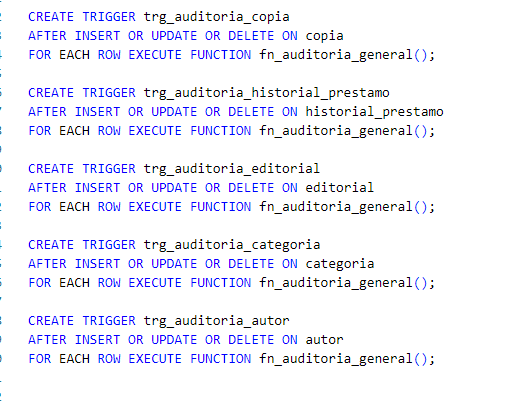 CREATE TRIGGER trg_auditoria_copia
AFTER INSERT OR UPDATE OR DELETE ON copia
FOR EACH ROW EXECUTE FUNCTION fn_auditoria_general();
CREATE TRIGGER trg_auditoria_historial_prestamo
AFTER INSERT OR UPDATE OR DELETE ON historial_prestamo
FOR EACH ROW EXECUTE FUNCTION fn_auditoria_general();
CREATE TRIGGER trg_auditoria_editorial
AFTER INSERT OR UPDATE OR DELETE ON editorial
FOR EACH ROW EXECUTE FUNCTION fn_auditoria_general();
CREATE TRIGGER trg_auditoria_categoria
AFTER INSERT OR UPDATE OR DELETE ON categoria
FOR EACH ROW EXECUTE FUNCTION fn_auditoria_general();
CREATE TRIGGER trg_auditoria_autor
AFTER INSERT OR UPDATE OR DELETE ON autor
FOR EACH ROW EXECUTE FUNCTION fn_auditoria_general();